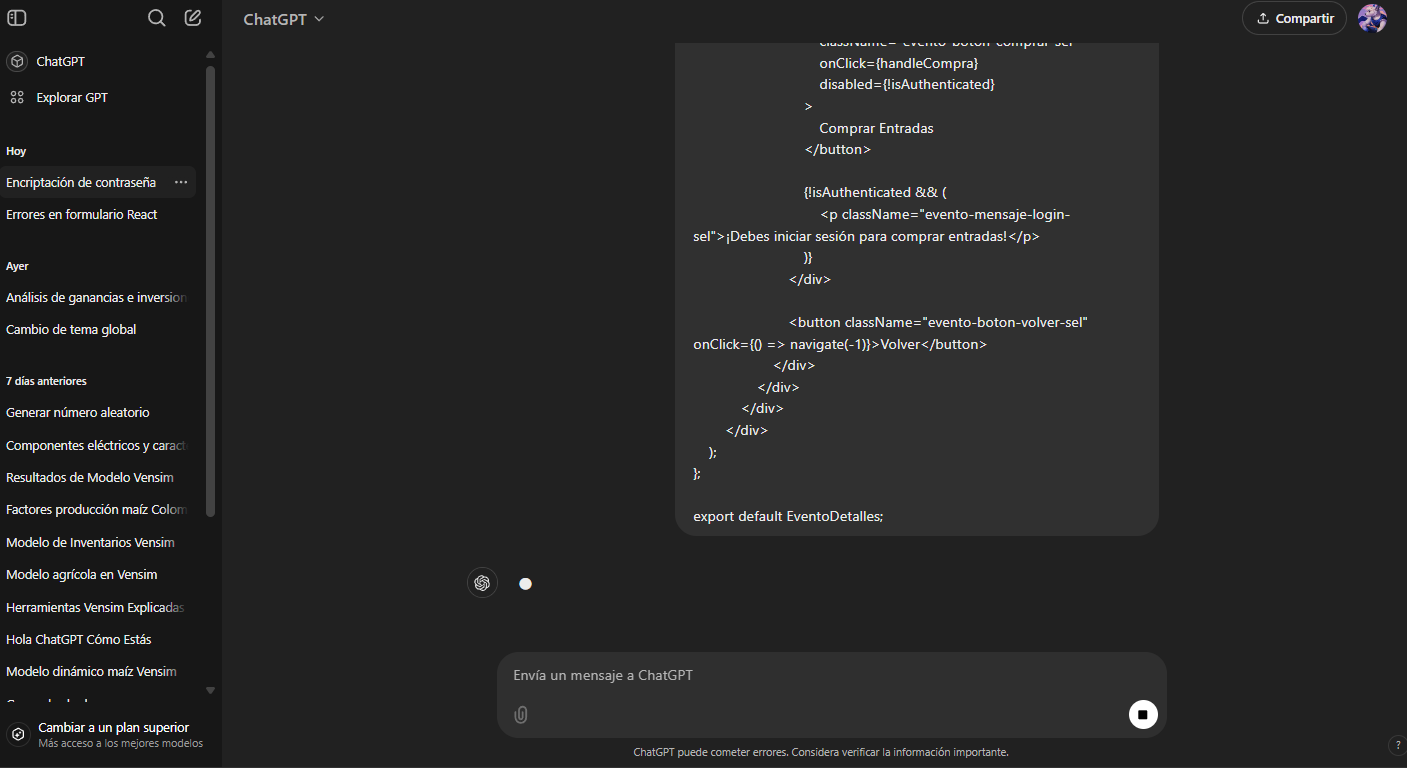 ChatGPT
Compartir
ChatGPT
Explorar GPT
Hoy
Encriptación de contraseña
Errores en formulario React
Ayer
Análisis de ganancias e inversion
Cambio de tema global
7 días anteriores
Generar número aleatorio
Componentes eléctricos y caract
Resultados de Modelo Vensim
Factores producción maíz Colom
Modelo de Inventarios Vensim
Modelo agrícola en Vensim
Herramientas Vensim Explicadas
Hola ChatGPT Cómo Estás
Modelo dinámico maíz Vensim
Cambiar a un plan superior
Más acceso a los mejores modelos
className="evento-boton-comprar-sel"
onClick={handleCompra}
disabled={!isAuthenticated}
>
Comprar Entradas
</button>
{!isAuthenticated && (
<p className="evento-mensaje-login-
sel">¡Debes iniciar sesión para comprar entradas!</p>
)}
</div>
<button className="evento-boton-volver-sel"
onClick={() => navigate(-1)}>Volver</button>
</div>
</div>
</div>
</div>
);
};
export default EventoDetalles;
Envía un mensaje a ChatGPT
ChatGPT puede cometer errores. Considera verificar la información importante.
?